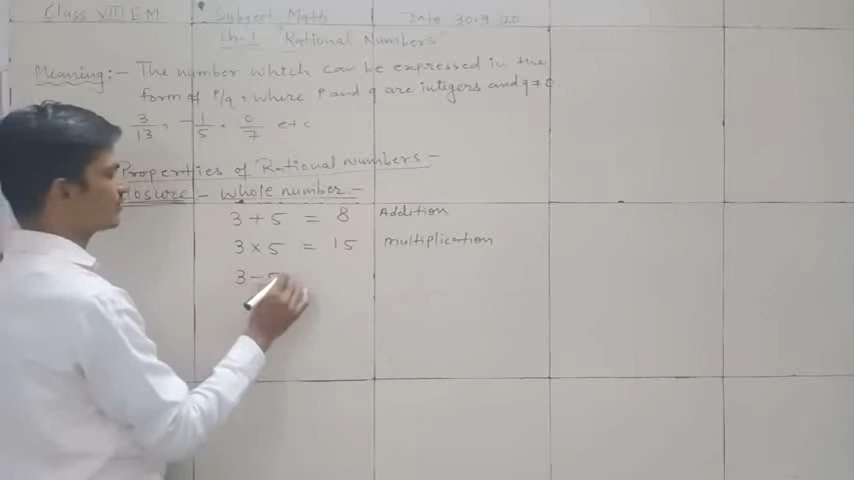 Class VIII EM Subject Math Date 30.9.20
Ch-1 "Rational Numbers"
Meaning:- The number which can be expressed in the
form of P/q, where P and q are integers and q≠0.
3/13, -1/5, 0/7 etc
Properties of Rational numbers-
closure - whole number -
3 + 5 = 8 Addition
3 × 5 = 15 multiplication
3 - 5